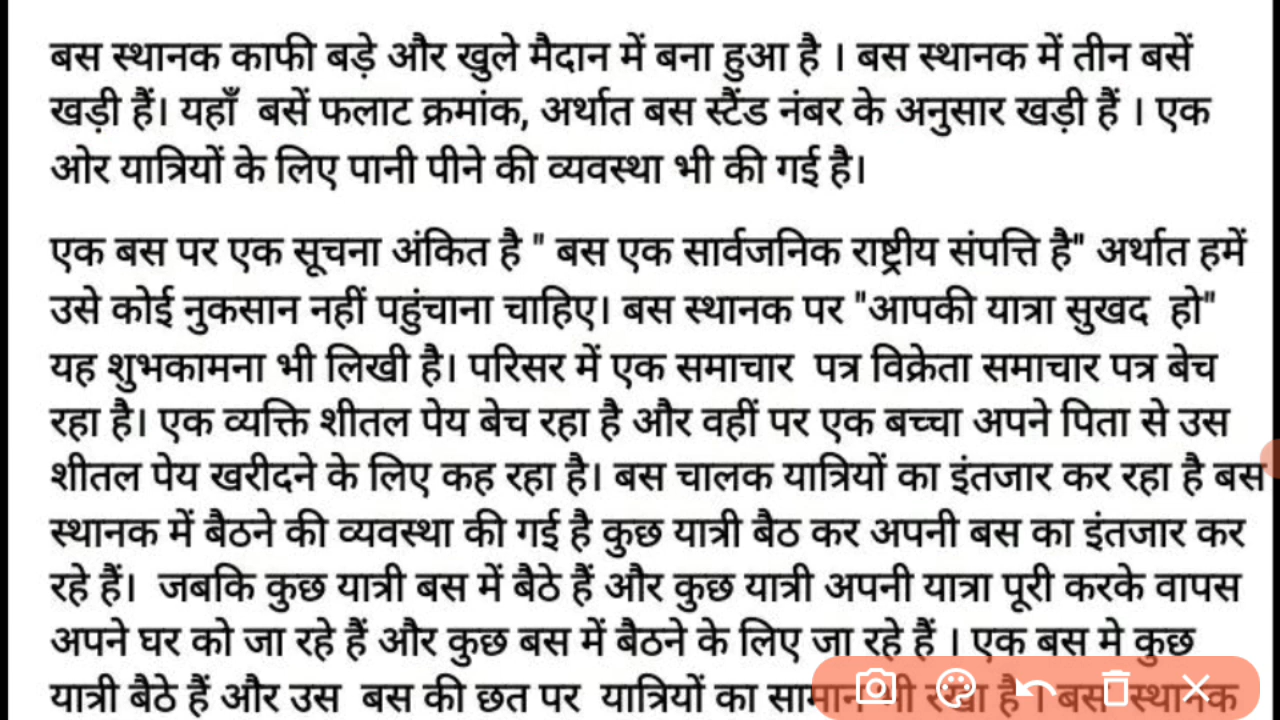 बस स्थानक काफी बड़े और खुले मैदान में बना हुआ है । बस स्थानक में तीन बसें
खड़ी हैं। यहाँ  बसें फलाट क्रमांक, अर्थात बस स्टैंड नंबर के अनुसार खड़ी हैं । एक
ओर यात्रियों के लिए पानी पीने की व्यवस्था भी की गई है।
एक बस पर एक सूचना अंकित है " बस एक सार्वजनिक राष्ट्रीय संपत्ति है" अर्थात हमें
उसे कोई नुकसान नहीं पहुंचाना चाहिए। बस स्थानक पर "आपकी यात्रा सुखद  हो"
यह शुभकामना भी लिखी है। परिसर में एक समाचार  पत्र विक्रेता समाचार पत्र बेच
रहा है। एक व्यक्ति शीतल पेय बेच रहा है और वहीं पर एक बच्चा अपने पिता से उस
शीतल पेय खरीदने के लिए कह रहा है। बस चालक यात्रियों का इंतजार कर रहा है बस
स्थानक में बैठने की व्यवस्था की गई है कुछ यात्री बैठ कर अपनी बस का इंतजार कर
रहे हैं।  जबकि कुछ यात्री बस में बैठे हैं और कुछ यात्री अपनी यात्रा पूरी करके वापस
अपने घर को जा रहे हैं और कुछ बस में बैठने के लिए जा रहे हैं । एक बस मे कुछ
यात्री बैठे हैं और उस  बस की छत पर  यात्रियों का सामान भी रखा है । बस स्थानक